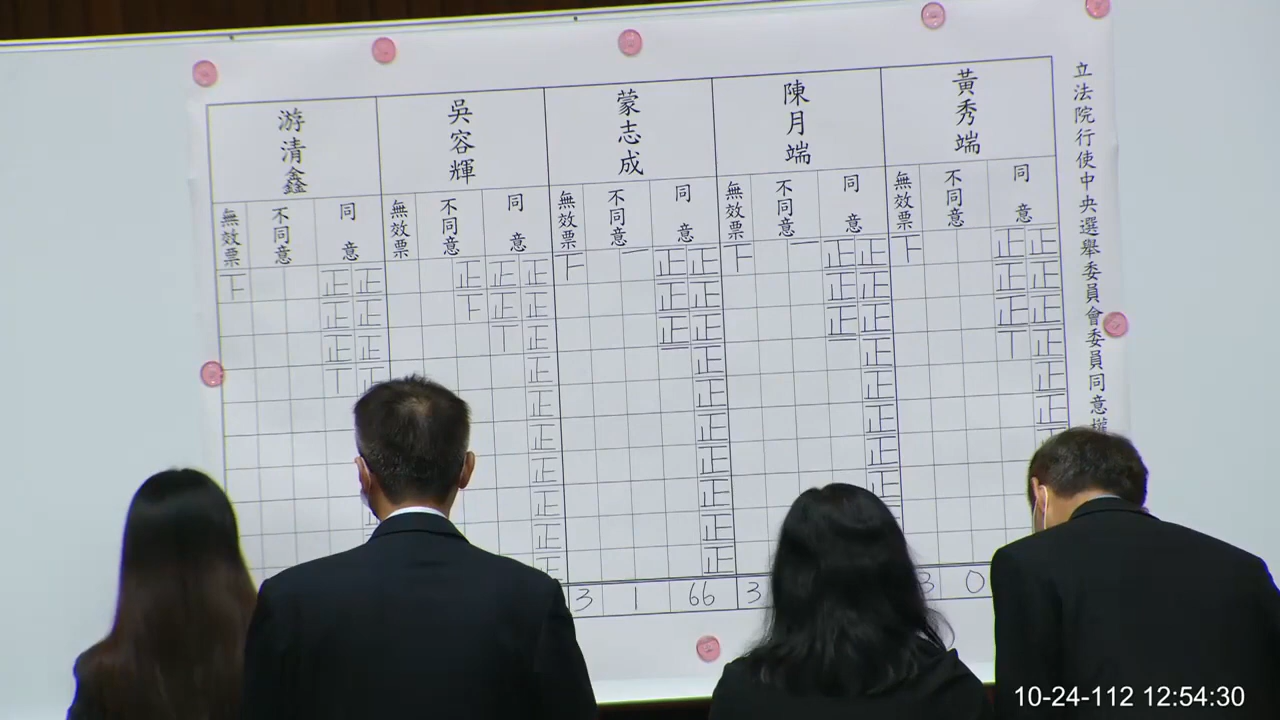 立法院行使中央選舉委員會委員同意權
黃秀端
同意
不同意
無效票
陳月端
同意
不同意
無效票
蒙志成
同意
不同意
無效票
吳容輝
同意
不同意
無效票
游清鑫
同意
不同意
無效票
3 1 66 3
3 0
10-24-112 12:54:30